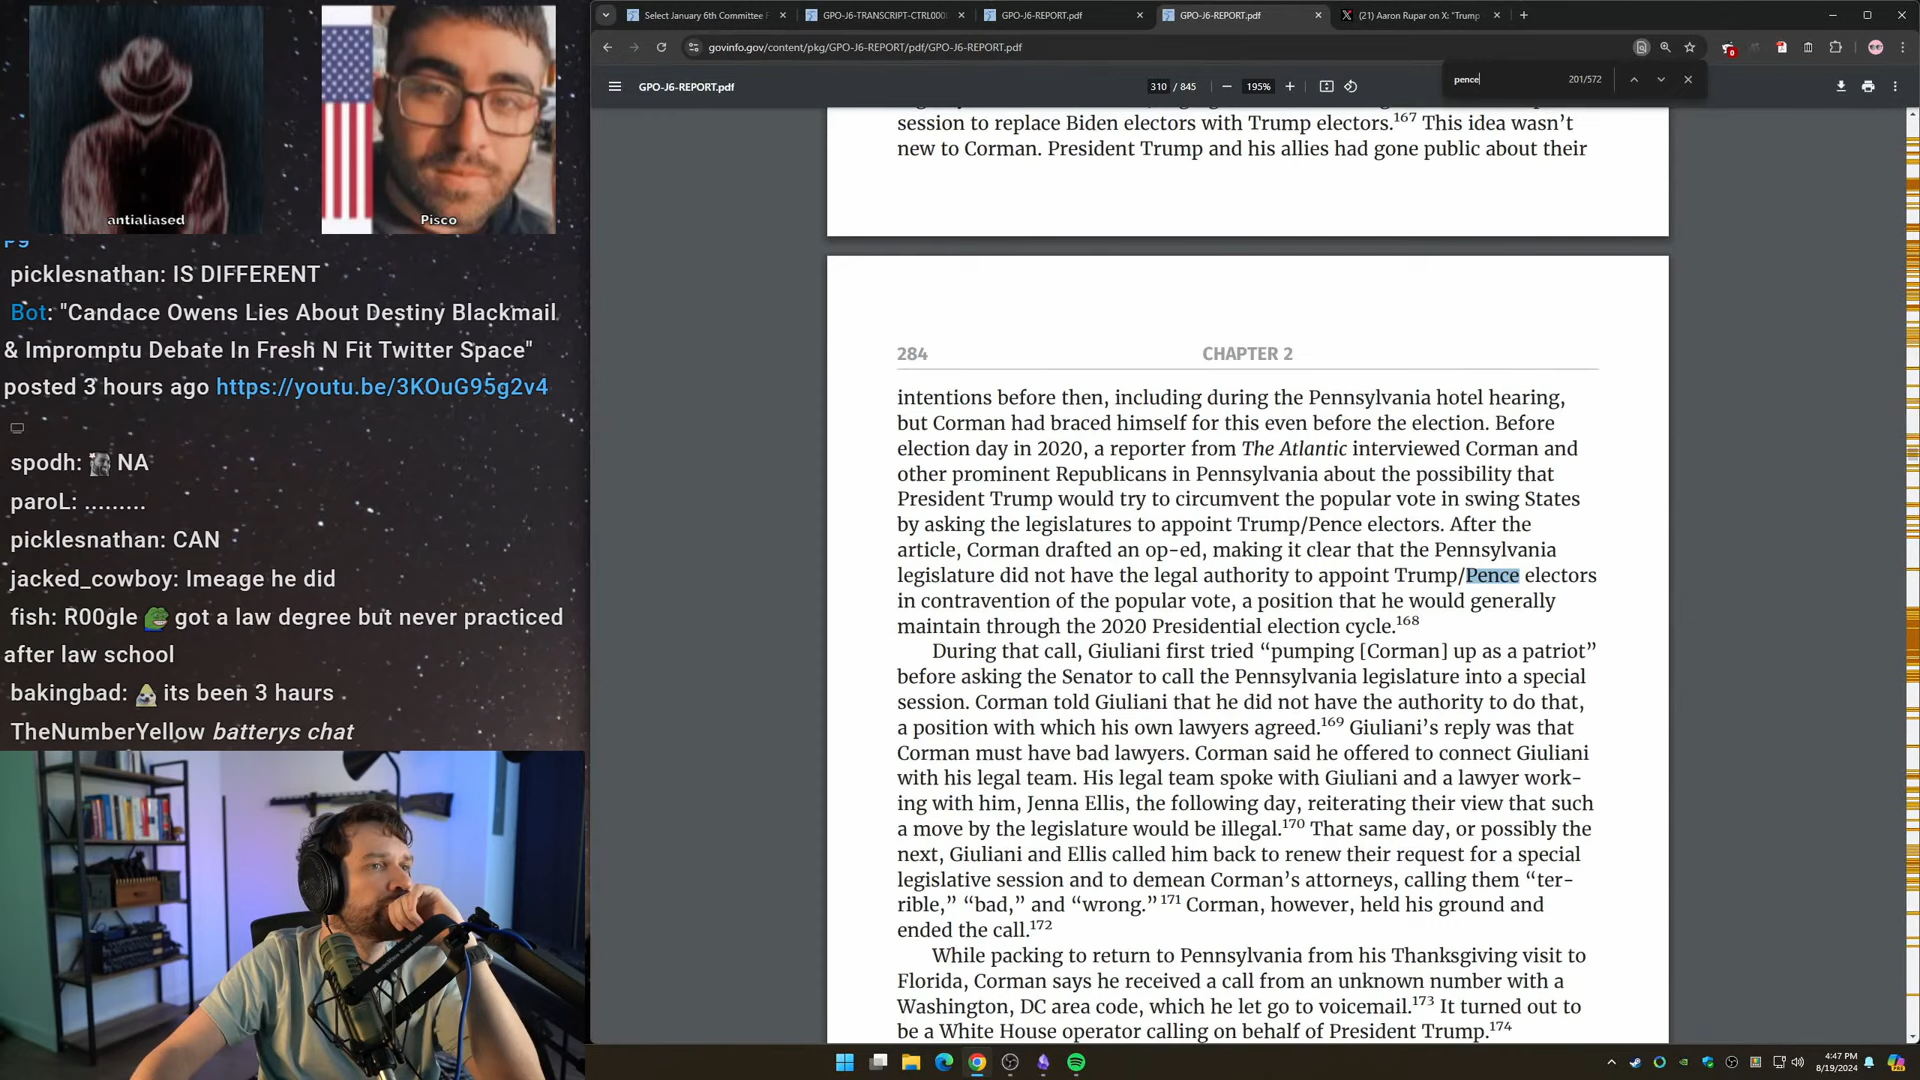 antialiased
Pisco
picklesnathan: IS DIFFERENT
Bot: "Candace Owens Lies About Destiny Blackmail
& Impromptu Debate In Fresh N Fit Twitter Space"
posted 3 hours ago https://youtu.be/3KOuG95g2v4
spodh: NA
paroL: .........
picklesnathan: CAN
jacked_cowboy: Imeage he did
fish: R00gle got a law degree but never practiced
after law school
bakingbad: its been 3 haurs
TheNumberYellow batterys chat
Select January 6th Committee F
GPO-J6-TRANSCRIPT-CTRL000
GPO-J6-REPORT.pdf
GPO-J6-REPORT.pdf
(21) Aaron Rupar on X: "Trump
govinfo.gov/content/pkg/GPO-J6-REPORT/pdf/GPO-J6-REPORT.pdf
pence
201/572
GPO-J6-REPORT.pdf
310 / 845
195%
session to replace Biden electors with Trump electors.167 This idea wasn't
new to Corman. President Trump and his allies had gone public about their
284
CHAPTER 2
intentions before then, including during the Pennsylvania hotel hearing,
but Corman had braced himself for this even before the election. Before
election day in 2020, a reporter from The Atlantic interviewed Corman and
other prominent Republicans in Pennsylvania about the possibility that
President Trump would try to circumvent the popular vote in swing States
by asking the legislatures to appoint Trump/Pence electors. After the
article, Corman drafted an op-ed, making it clear that the Pennsylvania
legislature did not have the legal authority to appoint Trump/Pence electors
in contravention of the popular vote, a position that he would generally
maintain through the 2020 Presidential election cycle.168
During that call, Giuliani first tried “pumping [Corman] up as a patriot”
before asking the Senator to call the Pennsylvania legislature into a special
session. Corman told Giuliani that he did not have the authority to do that,
a position with which his own lawyers agreed.169 Giuliani’s reply was that
Corman must have bad lawyers. Corman said he offered to connect Giuliani
with his legal team. His legal team spoke with Giuliani and a lawyer work-
ing with him, Jenna Ellis, the following day, reiterating their view that such
a move by the legislature would be illegal.170 That same day, or possibly the
next, Giuliani and Ellis called him back to renew their request for a special
legislative session and to demean Corman’s attorneys, calling them “ter-
rible,” “bad,” and “wrong.” 171 Corman, however, held his ground and
ended the call.172
While packing to return to Pennsylvania from his Thanksgiving visit to
Florida, Corman says he received a call from an unknown number with a
Washington, DC area code, which he let go to voicemail.173 It turned out to
be a White House operator calling on behalf of President Trump.174
4:47 PM
8/19/2024